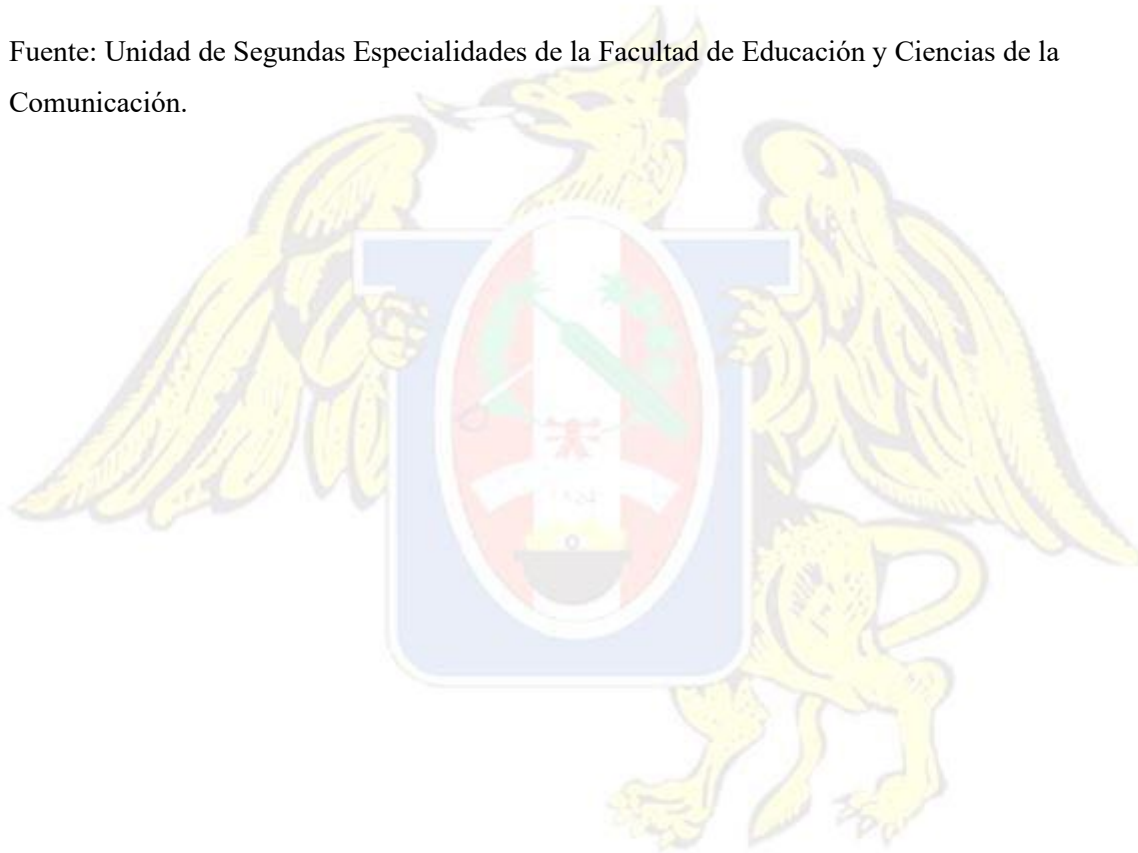 Fuente: Unidad de Segundas Especialidades de la Facultad de Educación y Ciencias de la
Comunicación.